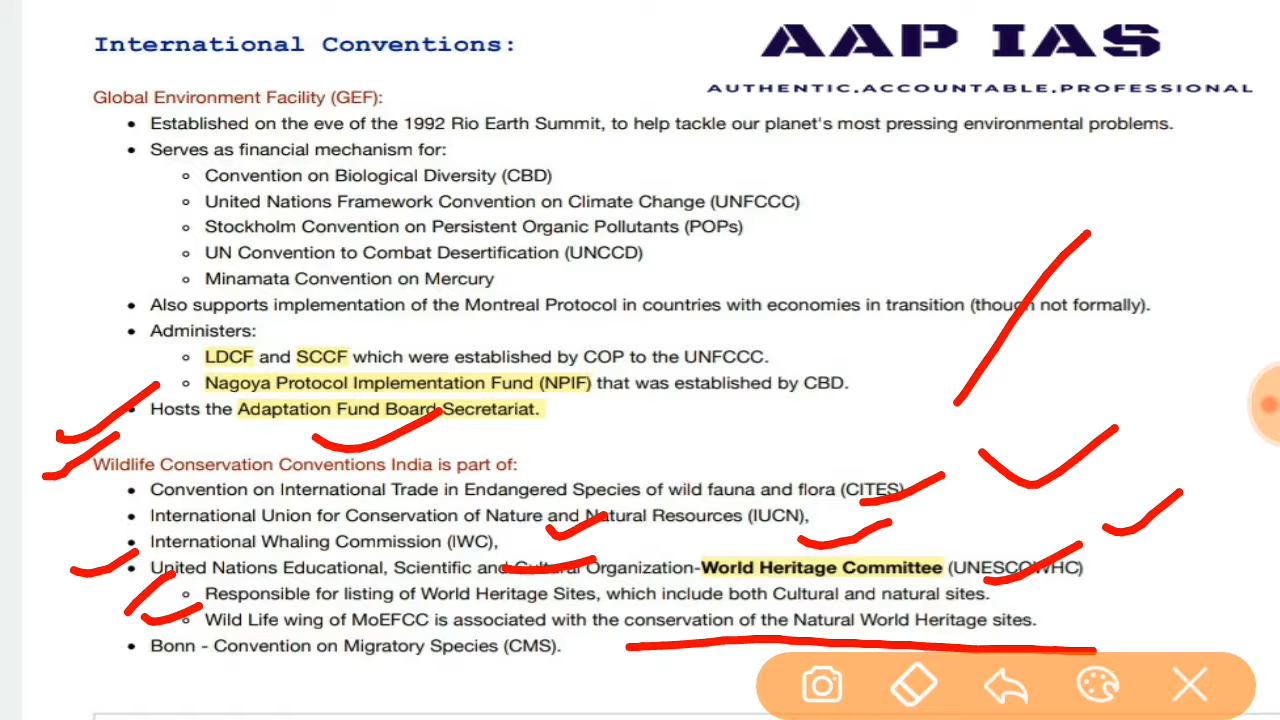 International Conventions:
AAP IAS
AUTHENTIC.ACCOUNTABLE.PROFESSIONAL
Global Environment Facility (GEF):
• Established on the eve of the 1992 Rio Earth Summit, to help tackle our planet's most pressing environmental problems.
• Serves as financial mechanism for:
o Convention on Biological Diversity (CBD)
o United Nations Framework Convention on Climate Change (UNFCCC)
o Stockholm Convention on Persistent Organic Pollutants (POPs)
o UN Convention to Combat Desertification (UNCCD)
o Minamata Convention on Mercury
• Also supports implementation of the Montreal Protocol in countries with economies in transition (though not formally).
• Administers:
o LDCF and SCCF which were established by COP to the UNFCCC.
o Nagoya Protocol Implementation Fund (NPIF) that was established by CBD.
• Hosts the Adaptation Fund Board Secretariat.
Wildlife Conservation Conventions India is part of:
• Convention on International Trade in Endangered Species of wild fauna and flora (CITES)
• International Union for Conservation of Nature and Natural Resources (IUCN),
• International Whaling Commission (IWC),
• United Nations Educational, Scientific and Cultural Organization-World Heritage Committee (UNESCOWHC)
o Responsible for listing of World Heritage Sites, which include both Cultural and natural sites.
o Wild Life wing of MoEFCC is associated with the conservation of the Natural World Heritage sites.
• Bonn - Convention on Migratory Species (CMS).